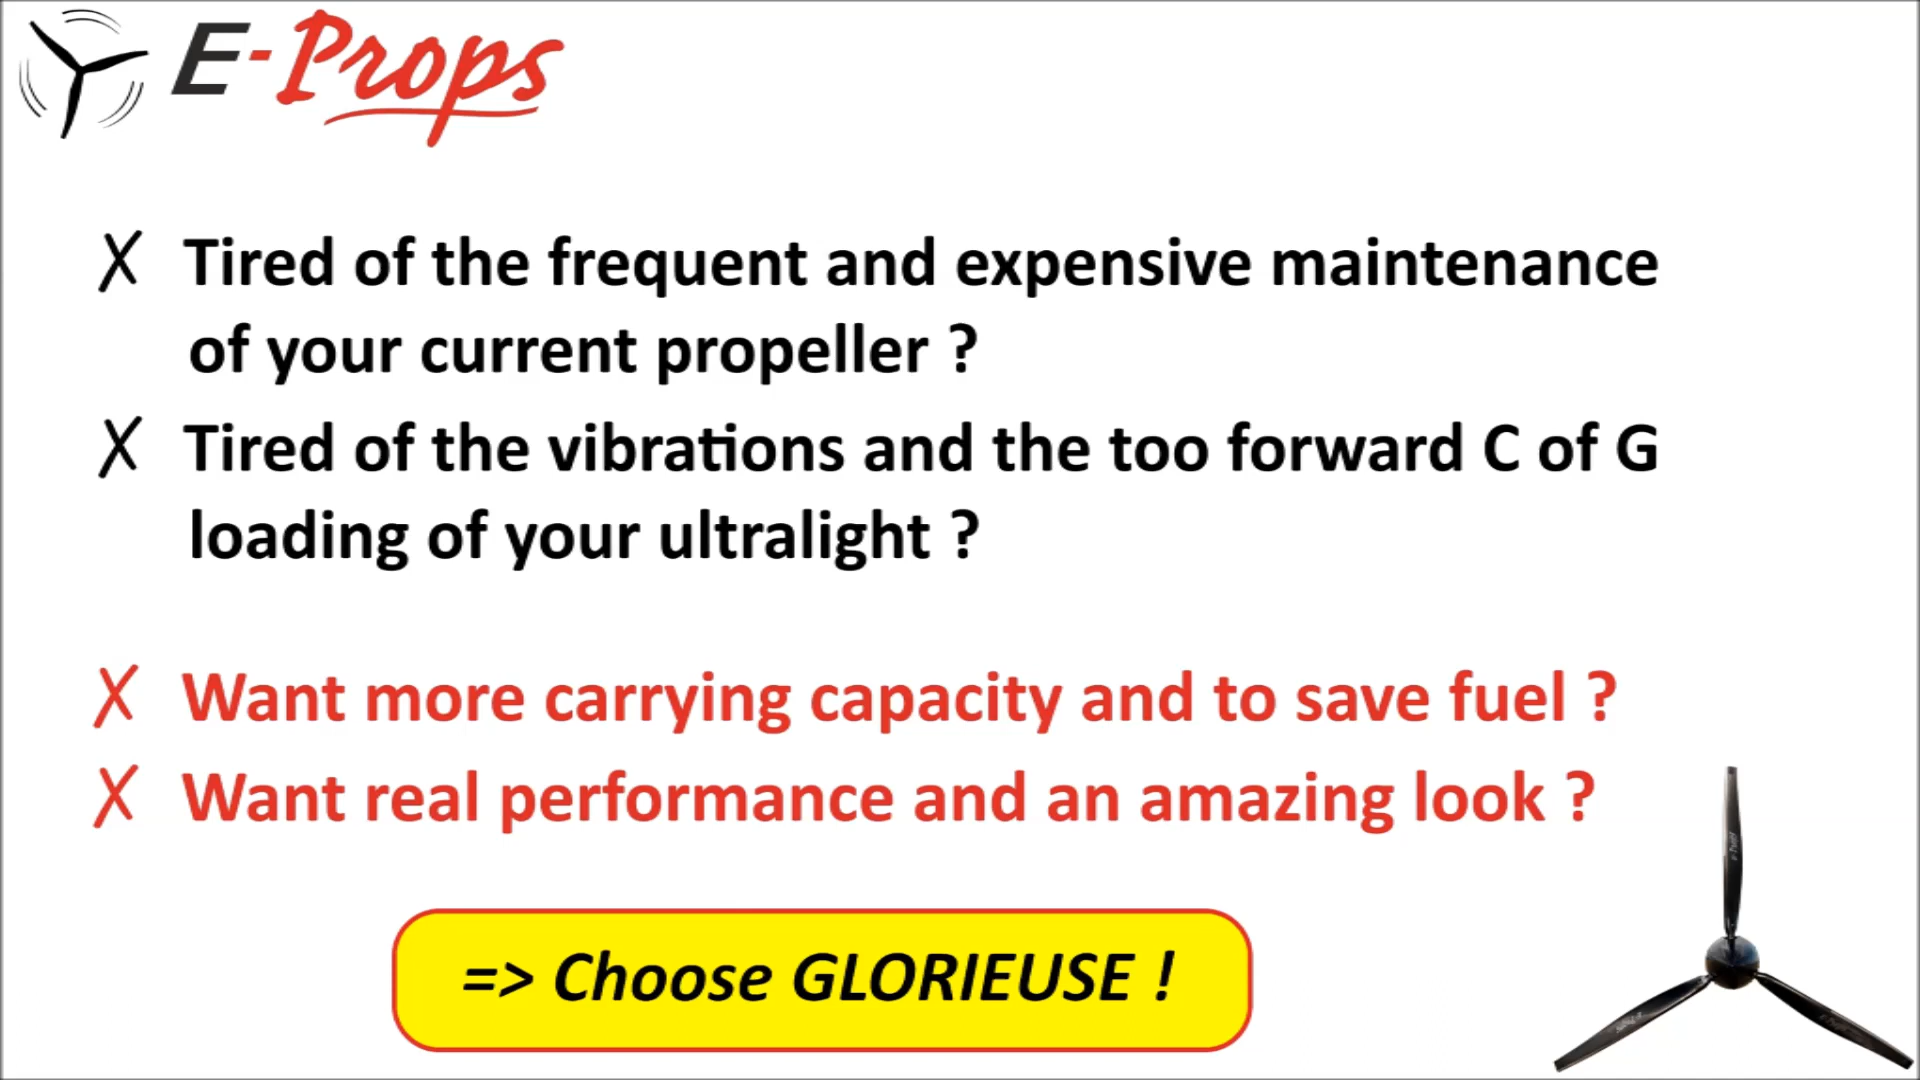 E-Props
✗ Tired of the frequent and expensive maintenance
of your current propeller ?
✗ Tired of the vibrations and the too forward C of G
loading of your ultralight ?
✗ Want more carrying capacity and to save fuel ?
✗ Want real performance and an amazing look ?
=> Choose GLORIEUSE !